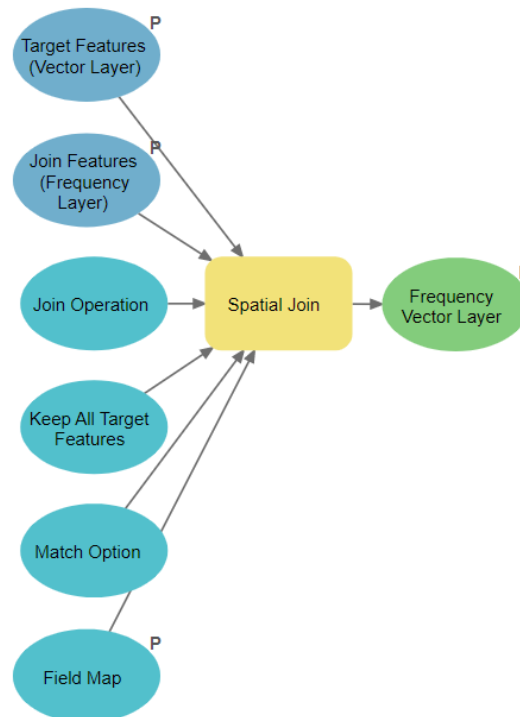 P
Target Features
(Vector Layer)
P
Join Features
(Frequency
Layer)
Join Operation
Spatial Join
Frequency
Vector Layer
Keep All Target
Features
Match Option
P
Field Map